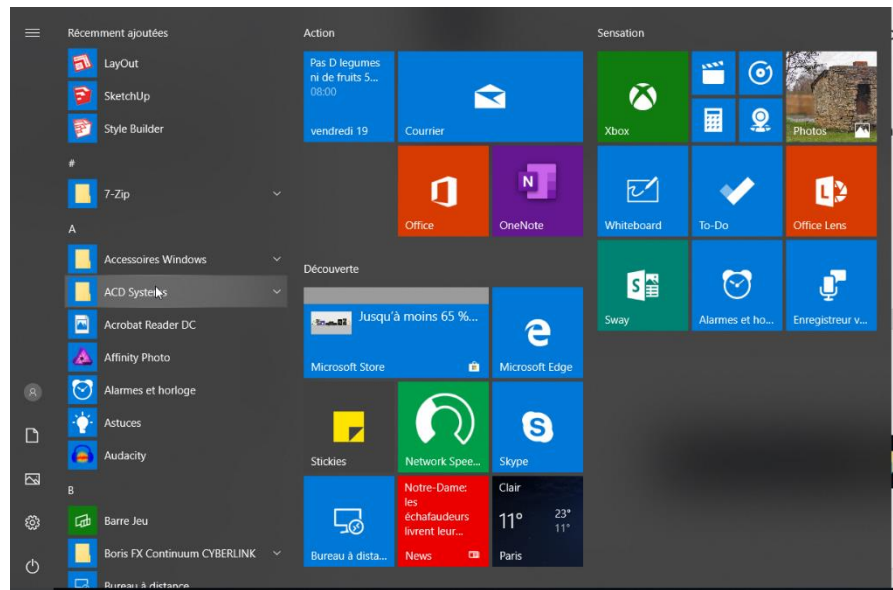 Récemment ajoutées
LayOut
SketchUp
Style Builder
#
7-Zip
A
Accessoires Windows
ACD Systems
Acrobat Reader DC
Affinity Photo
Alarmes et horloge
Astuces
Audacity
B
Barre Jeu
Boris FX Continuum CYBERLINK
Bureau à distance
Action
Pas D legumes
ni de fruits 5...
08:00
vendredi 19
Courrier
Office
N
OneNote
Découverte
Jusqu'à moins 65 %...
Microsoft Store
Microsoft Edge
Stickies
Network Spee...
Skype
Bureau à dista...
Notre-Dame:
les
échafaudeurs
livrent leur...
News
Clair
11° 23°
11°
Paris
Sensation
Xbox
Photos
Whiteboard
To-Do
L
Office Lens
S
Sway
Alarmes et ho...
Enregistreur v...